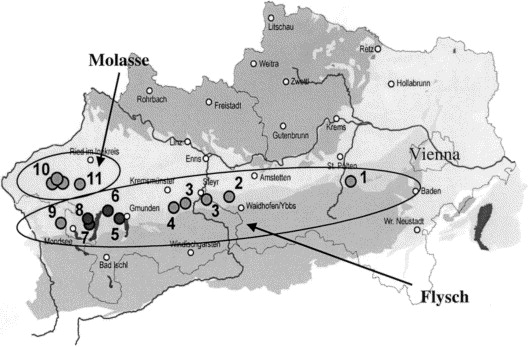 Litschau
Retz
Weitra
Molasse
Zwettl
Hollabrunn
Rohrbach
Freistadt
Krems
Gutenbrunn
Linz
Enns
Ried im Innkreis
St. Pölten
Vienna
10
11
Kremsmünster
Steyr
Amstetten
1
2
Baden
3
3
Waidhofen/Ybbs
6
4
9
8
Gmunden
7
5
Mondsee
Wr. Neustadt
Windischgarsten
Bad Ischl
Flysch